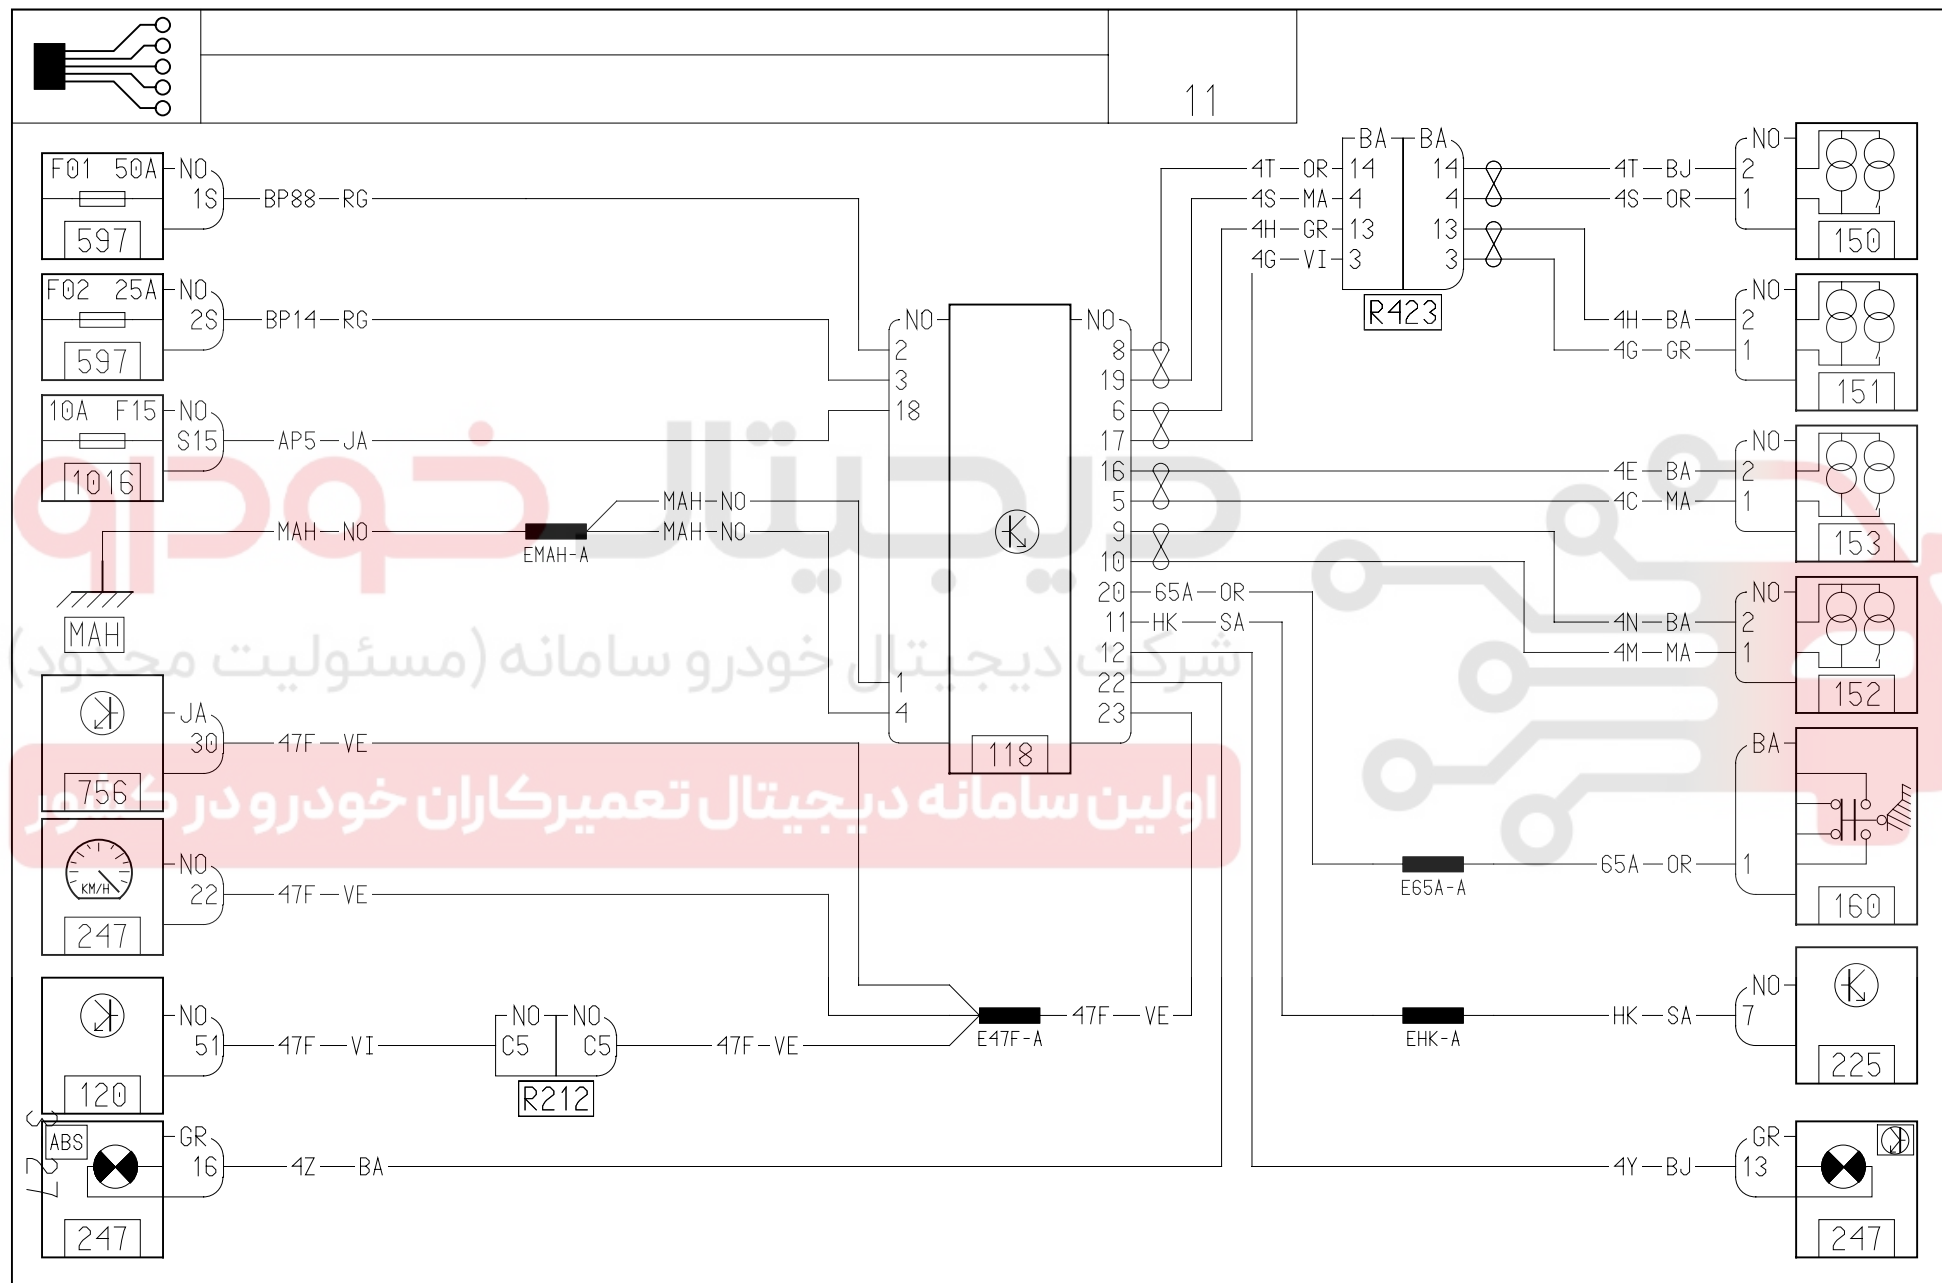 11
F01 50A NO
1S BP88 RG
597
F02 25A NO
2S BP14 RG
597
10A F15 NO
S15 AP5 JA
1016
MAH NO
EMAH-A
MAH NO
MAH NO
MAH
JA
30 47F VE
756
KM/H
NO
22 47F VE
247
NO
51 47F VI
120
NO NO
C5 C5
R212
47F VE
E47F-A
47F VE
ABS
GR
16 4Z BA
247
NO
2
3
18
1
4
118
NO
8
19
6
17
16
5
9
10
20 65A OR
11 HK SA
12
22
23
BA BA
4T OR 14 14
4S MA 4 4
4H GR 13 13
4G VI 3 3
R423
NO
4T BJ 2
4S OR 1
150
NO
4H BA 2
4G GR 1
151
NO
4E BA 2
4C MA 1
153
NO
4N BA 2
4M MA 1
152
BA
E65A-A
65A OR 1
160
NO
EHK-A
HK SA 7
225
GR
4Y BJ 13
247
دیجیتال خودرو
شرکت دیجیتال خودرو سامانه (مسئولیت محدود)
اولین سامانه دیجیتال تعمیرکاران خودرو در کشور